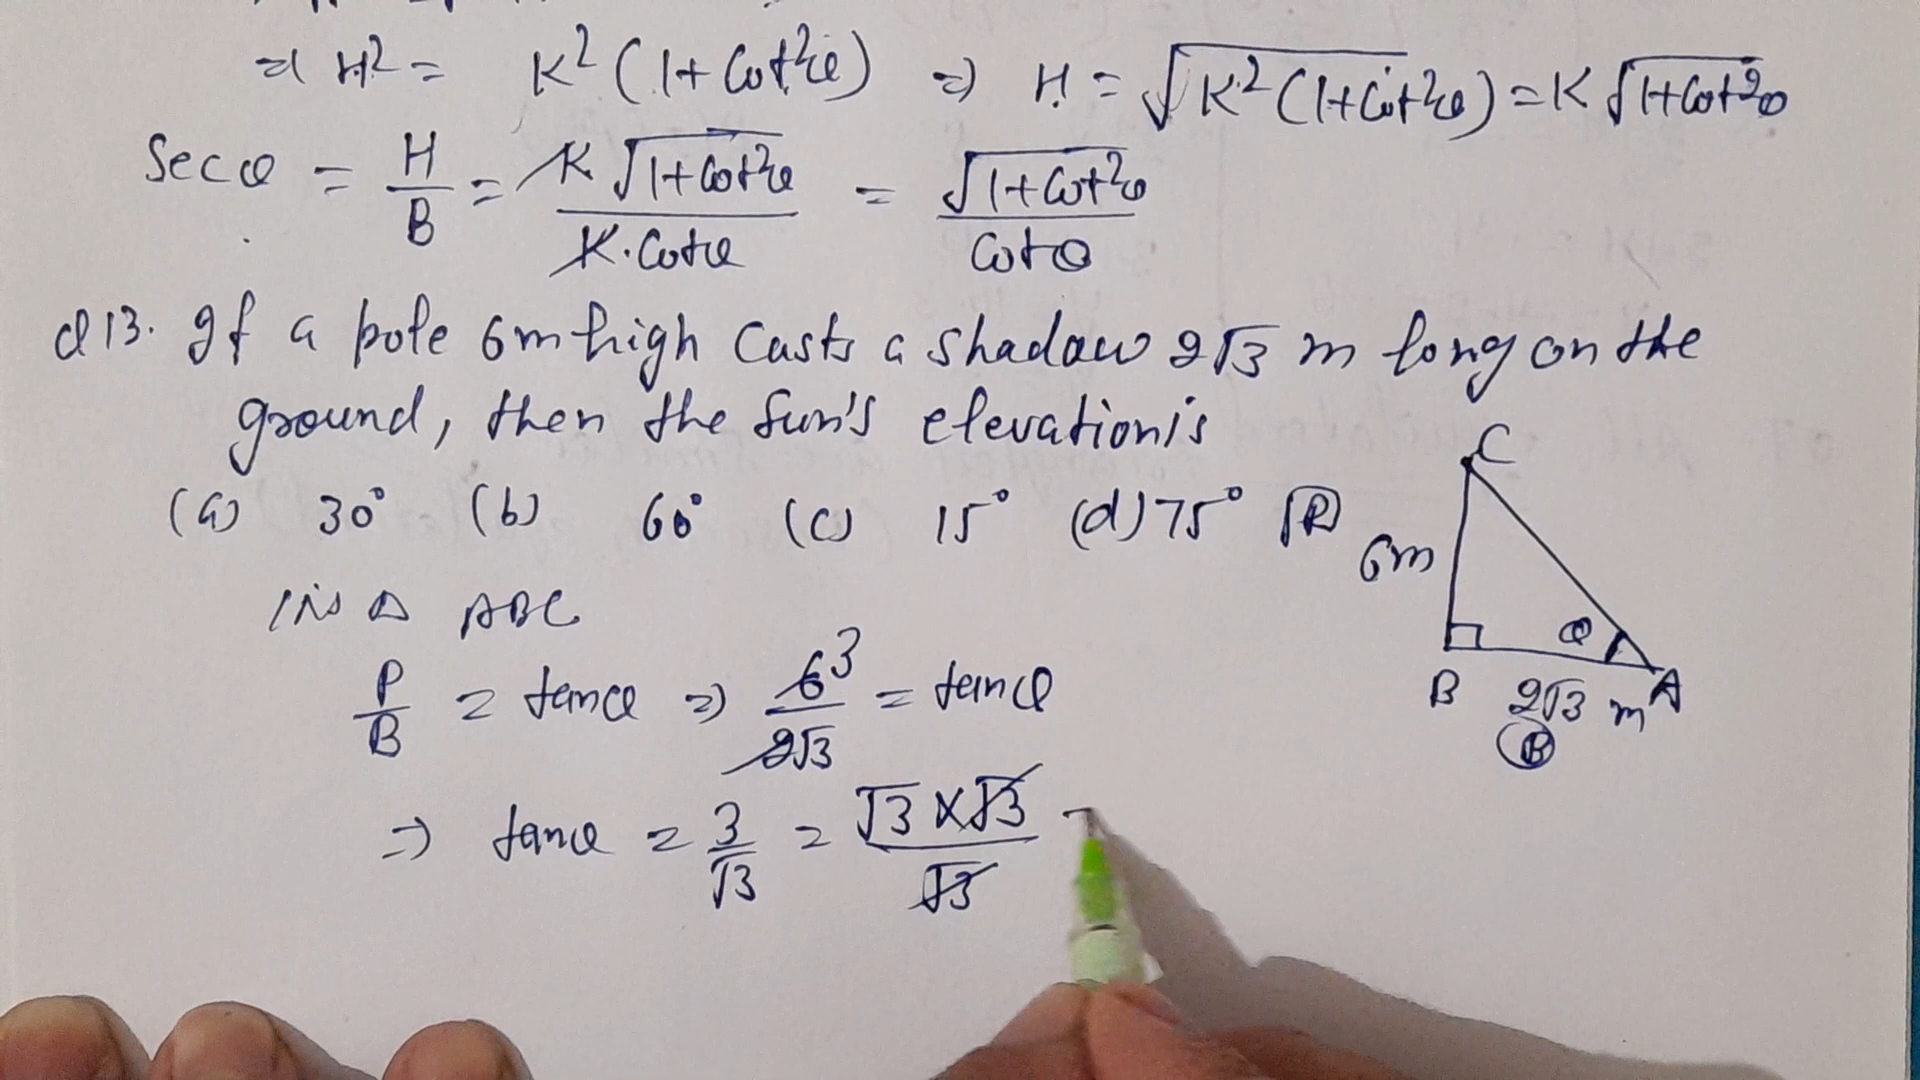 ⇒ H² = K²(1+Cot²θ) ⇒ H = √K²(1+Cot²θ) = K √1+Cot²θ
Secθ = H/B = K √1+Cot²θ / K.Cotθ = √1+Cot²θ / Cotθ
Q13. If a pole 6m high Casts a shadow 2√3 m long on the
ground, then the Sun's elevation is
(a) 30° (b) 60° (c) 15° (d) 75° (P)
C
6m
θ
B 2√3 m A
(B)
IN Δ ABC
P/B = tanθ ⇒ 6 3 / 2√3 = tanθ
⇒ tanθ = 3/√3 = √3 × √3 / √3 =